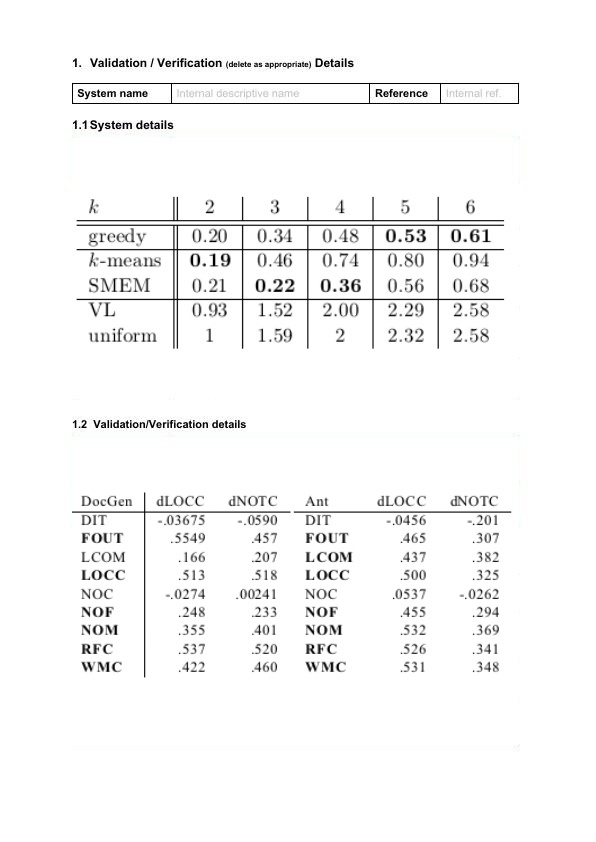 1. Validation / Verification (delete as appropriate) Details
System name Internal descriptive name Reference Internal ref.
1.1 System details
k 2 3 4 5 6
greedy 0.20 0.34 0.48 0.53 0.61
k-means 0.19 0.46 0.74 0.80 0.94
SMEM 0.21 0.22 0.36 0.56 0.68
VL 0.93 1.52 2.00 2.29 2.58
uniform 1 1.59 2 2.32 2.58
1.2 Validation/Verification details
DocGen dLOCC dNOTC Ant dLOCC dNOTC
DIT -.03675 -.0590 DIT -.0456 -.201
FOUT .5549 .457 FOUT .465 .307
LCOM .166 .207 LCOM .437 .382
LOCC .513 .518 LOCC .500 .325
NOC -.0274 .00241 NOC .0537 -.0262
NOF .248 .233 NOF .455 .294
NOM .355 .401 NOM .532 .369
RFC .537 .520 RFC .526 .341
WMC .422 .460 WMC .531 .348